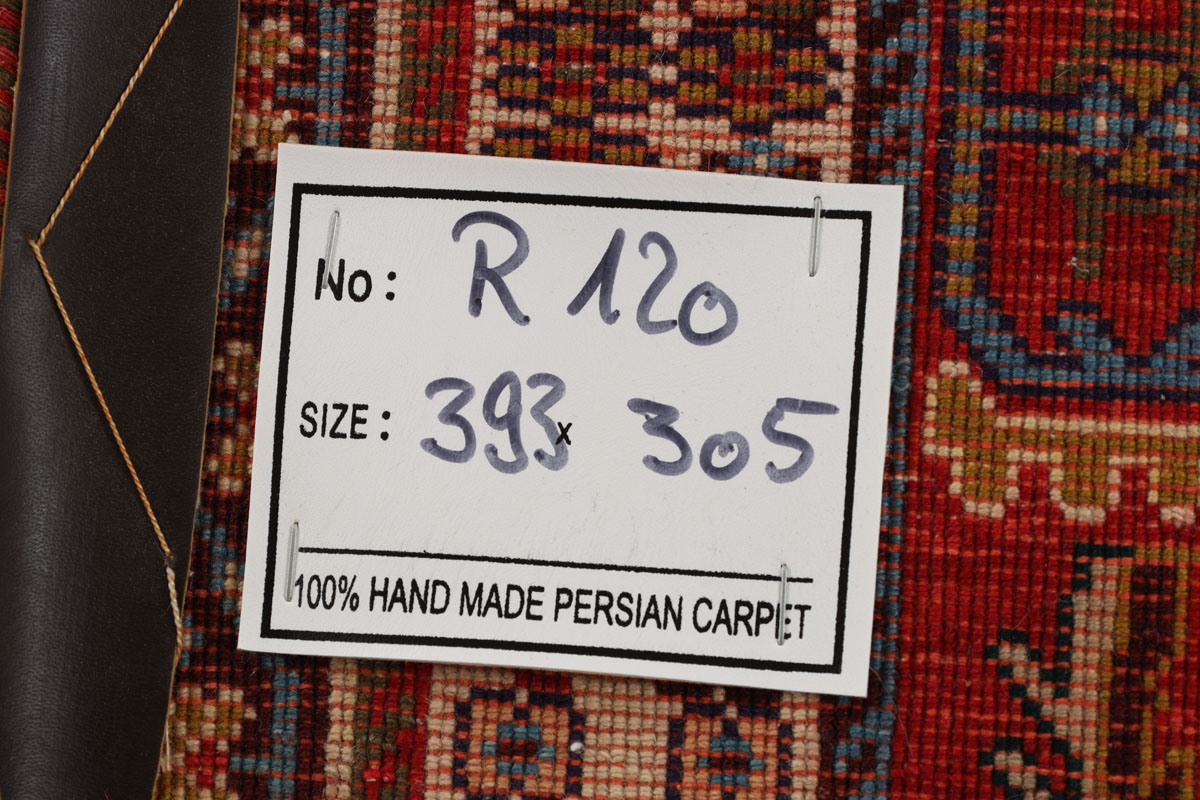 No: R 120
SIZE: 393 x 305
100% HAND MADE PERSIAN CARPET